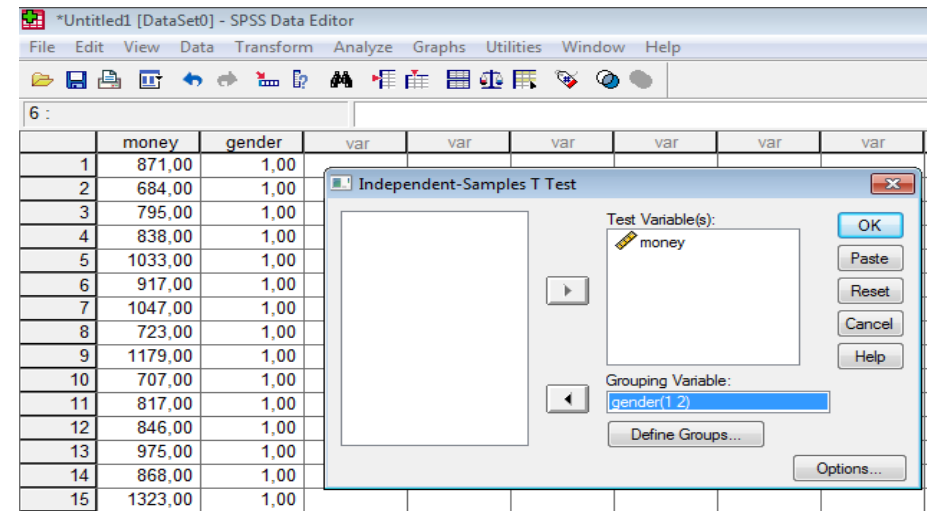 *Untitled1 [DataSet0] - SPSS Data Editor
File Edit View Data Transform Analyze Graphs Utilities Window Help
6 :
money gender var var var var var var
1 871,00 1,00
2 684,00 1,00
3 795,00 1,00
4 838,00 1,00
5 1033,00 1,00
6 917,00 1,00
7 1047,00 1,00
8 723,00 1,00
9 1179,00 1,00
10 707,00 1,00
11 817,00 1,00
12 846,00 1,00
13 975,00 1,00
14 868,00 1,00
15 1323,00 1,00
Independent-Samples T Test
Test Variable(s):
money
Grouping Variable:
gender(1 2)
Define Groups...
OK
Paste
Reset
Cancel
Help
Options...